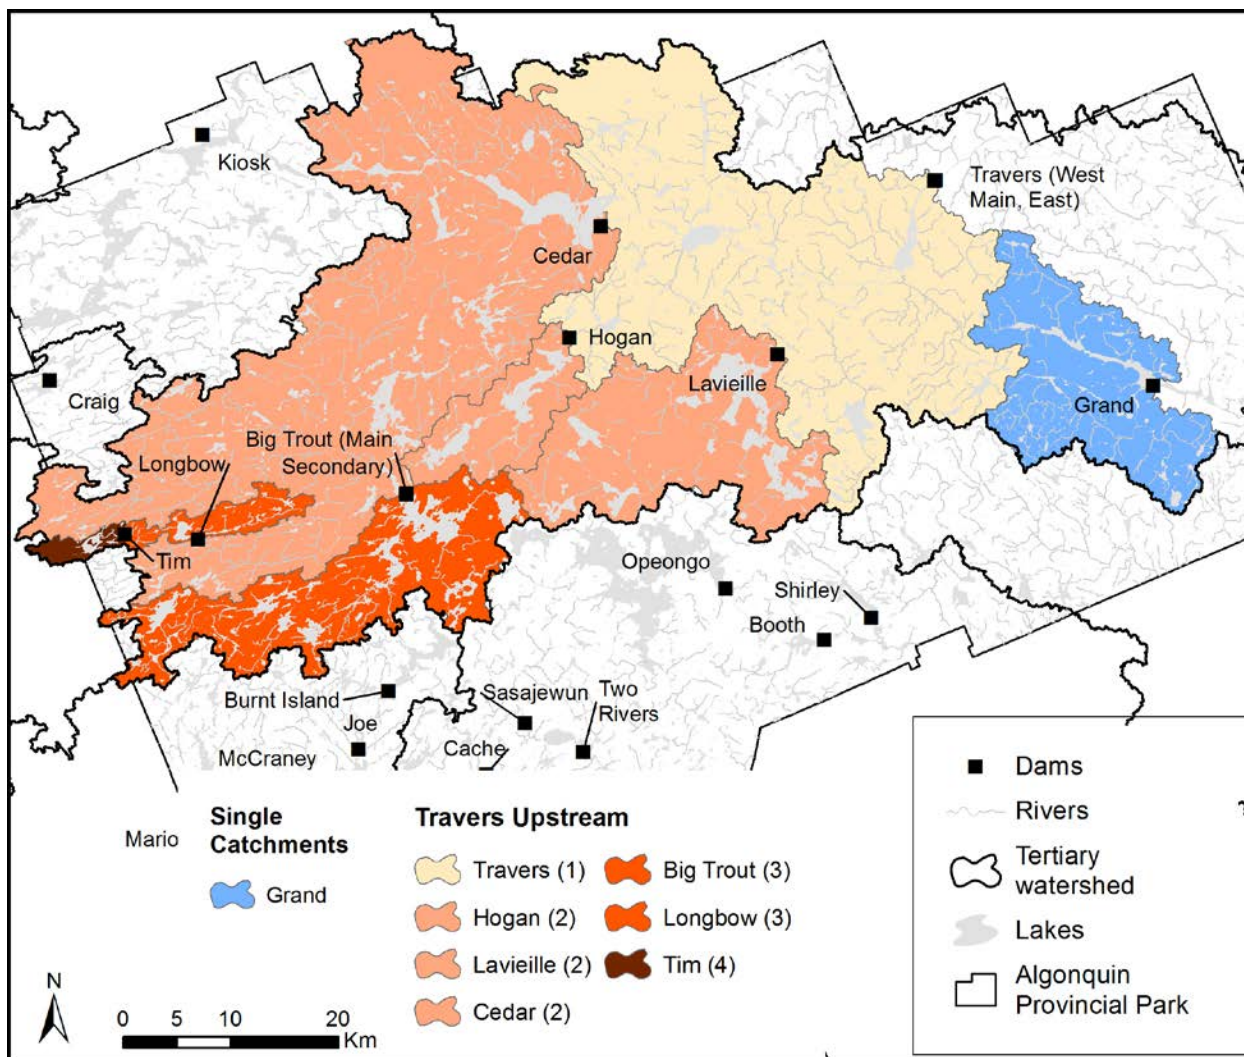 Kiosk
Travers (West
Main, East)
Cedar
Hogan
Lavieille
Craig
Grand
Big Trout (Main
Secondary)
Longbow
Tim
Opeongo
Shirley
Booth
Burnt Island
Sasajewun
Two
Rivers
Joe
McCraney
Cache
Mario
Single
Catchments
Grand
Travers Upstream
Travers (1)
Big Trout (3)
Hogan (2)
Longbow (3)
Lavieille (2)
Tim (4)
Cedar (2)
Dams
Rivers
Tertiary
watershed
Lakes
Algonquin
Provincial Park
N
0 5 10 20
Km